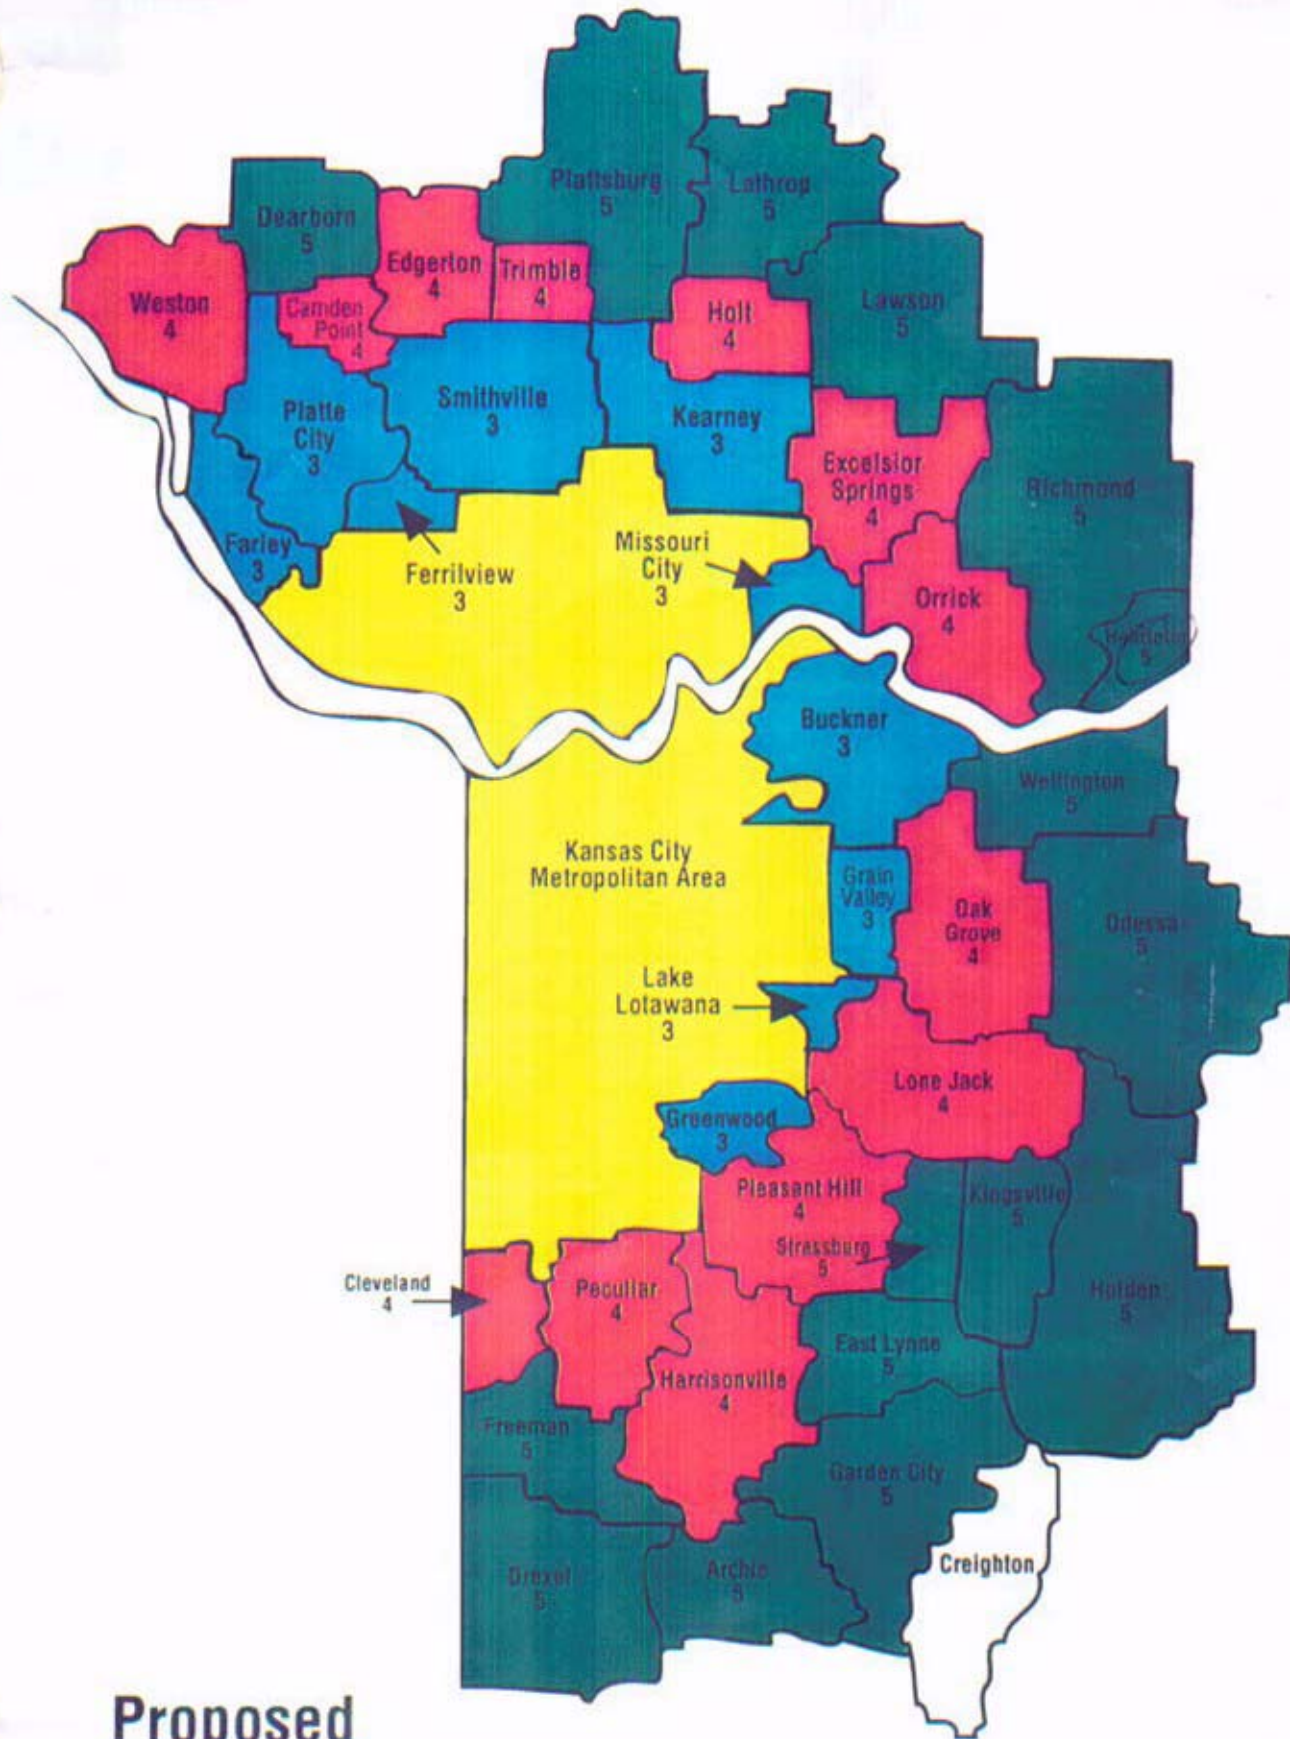 Plattsburg
5
Lathrop
5
Dearborn
5
Edgerton
4
Trimble
4
Weston
4
Camden
Point
4
Holt
4
Lawson
5
Platte
City
3
Smithville
3
Kearney
3
Excelsior
Springs
4
Richmond
5
Farley
3
Ferrilview
3
Missouri
City
3
Orrick
4
5
Buckner
3
Wellington
5
Kansas City
Metropolitan Area
Grain
Valley
3
Oak
Grove
4
Odessa
5
Lake
Lotawana
3
Lone Jack
4
Greenwood
3
Pleasant Hill
4
Kingsville
5
Strassburg
5
Cleveland
4
Peculiar
4
Holden
5
East Lynne
5
Harrisonville
4
Freeman
5
Garden City
5
Drexel
5
Archie
5
Creighton
Proposed